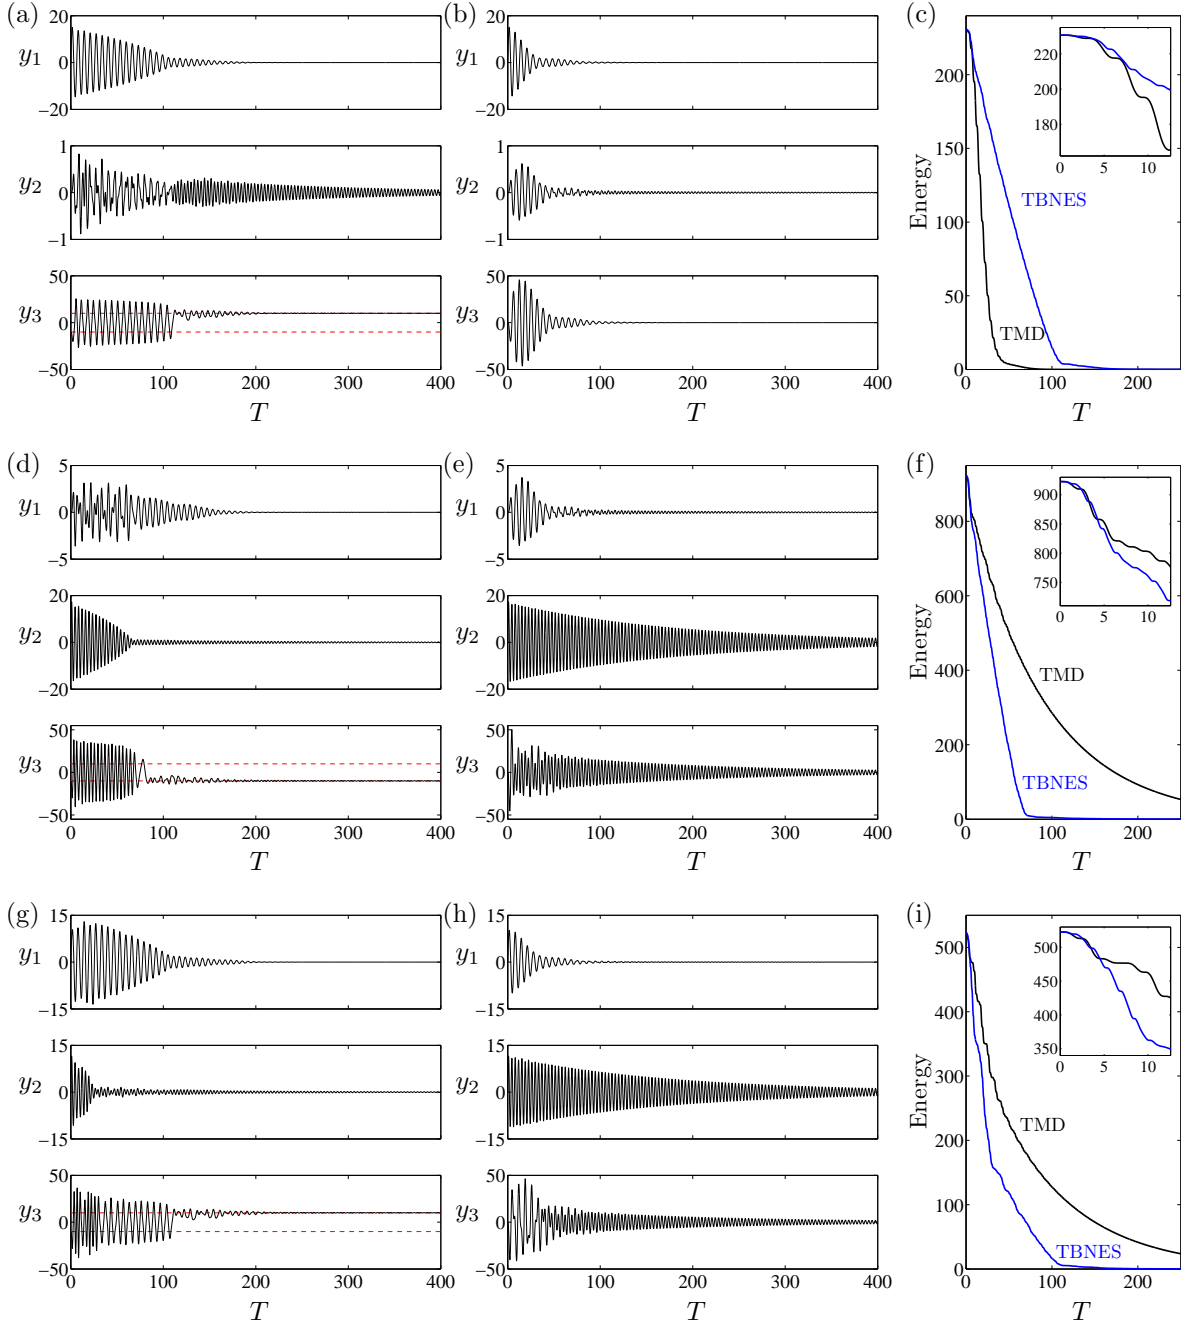 (a)
20
y1
0
−20
1
y2
0
−1
50
y3
0
−50
0
100
200
300
400
T
(b)
20
y1
0
−20
1
y2
0
−1
50
y3
0
−50
0
100
200
300
400
T
(c)
Energy
200
150
100
50
0
0
100
200
T
TBNES
TMD
220
200
180
0
5
10
(d)
5
y1
0
−5
20
y2
0
−20
50
y3
0
−50
0
100
200
300
400
T
(e)
5
y1
0
−5
20
y2
0
−20
50
y3
0
−50
0
100
200
300
400
T
(f)
Energy
800
600
400
200
0
0
100
200
T
TMD
TBNES
900
850
800
750
0
5
10
(g)
15
y1
0
−15
15
y2
0
−15
50
y3
0
−50
0
100
200
300
400
T
(h)
15
y1
0
−15
15
y2
0
−15
50
y3
0
−50
0
100
200
300
400
T
(i)
Energy
500
400
300
200
100
0
0
100
200
T
TMD
TBNES
500
450
400
350
0
5
10